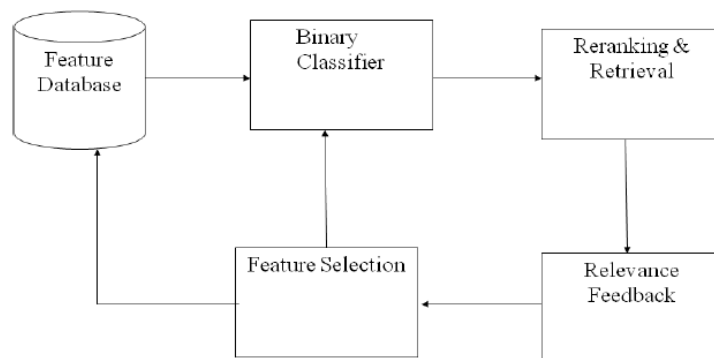 Feature
Database
Binary
Classifier
Reranking &
Retrieval
Feature Selection
Relevance
Feedback